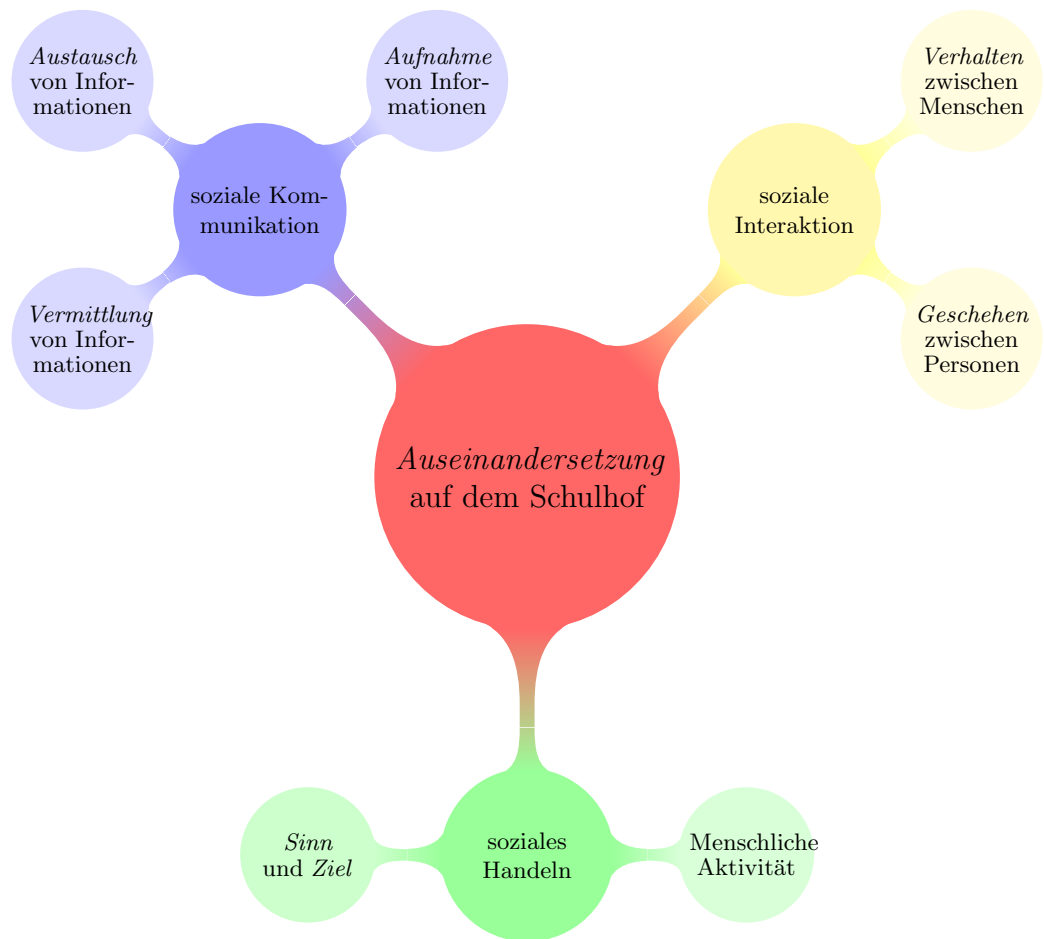 Austausch
von Infor-
mationen
Aufnahme
von Infor-
mationen
soziale Kom-
munikation
Vermittlung
von Infor-
mationen
Verhalten
zwischen
Menschen
soziale
Interaktion
Geschehen
zwischen
Personen
Auseinandersetzung
auf dem Schulhof
Sinn
und Ziel
soziales
Handeln
Menschliche
Aktivität